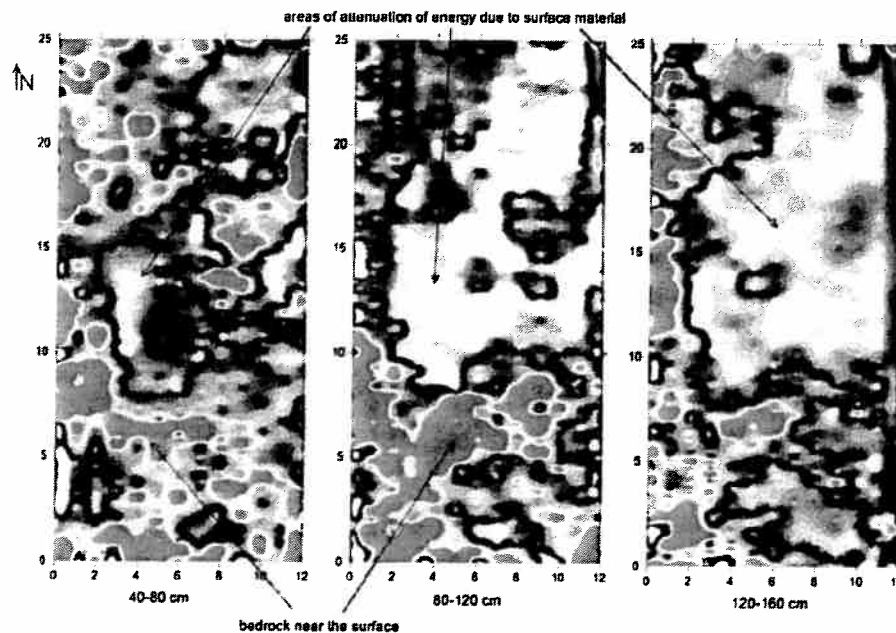 areas of attenuation of energy due to surface material
N
25 25 25
20 20 20
15 15 15
10 10 10
5 5 5
0 0 0
0 2 4 6 8 10 12 0 2 4 6 8 10 12 0 2 4 6 8 10
40-80 cm 80-120 cm 120-160 cm
bedrock near the surface